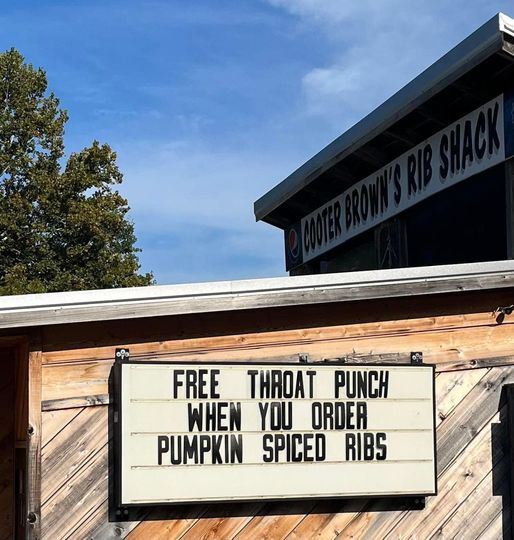 COOTER BROWN'S RIB SHACK
FREE THROAT PUNCH
WHEN YOU ORDER
PUMPKIN SPICED RIBS